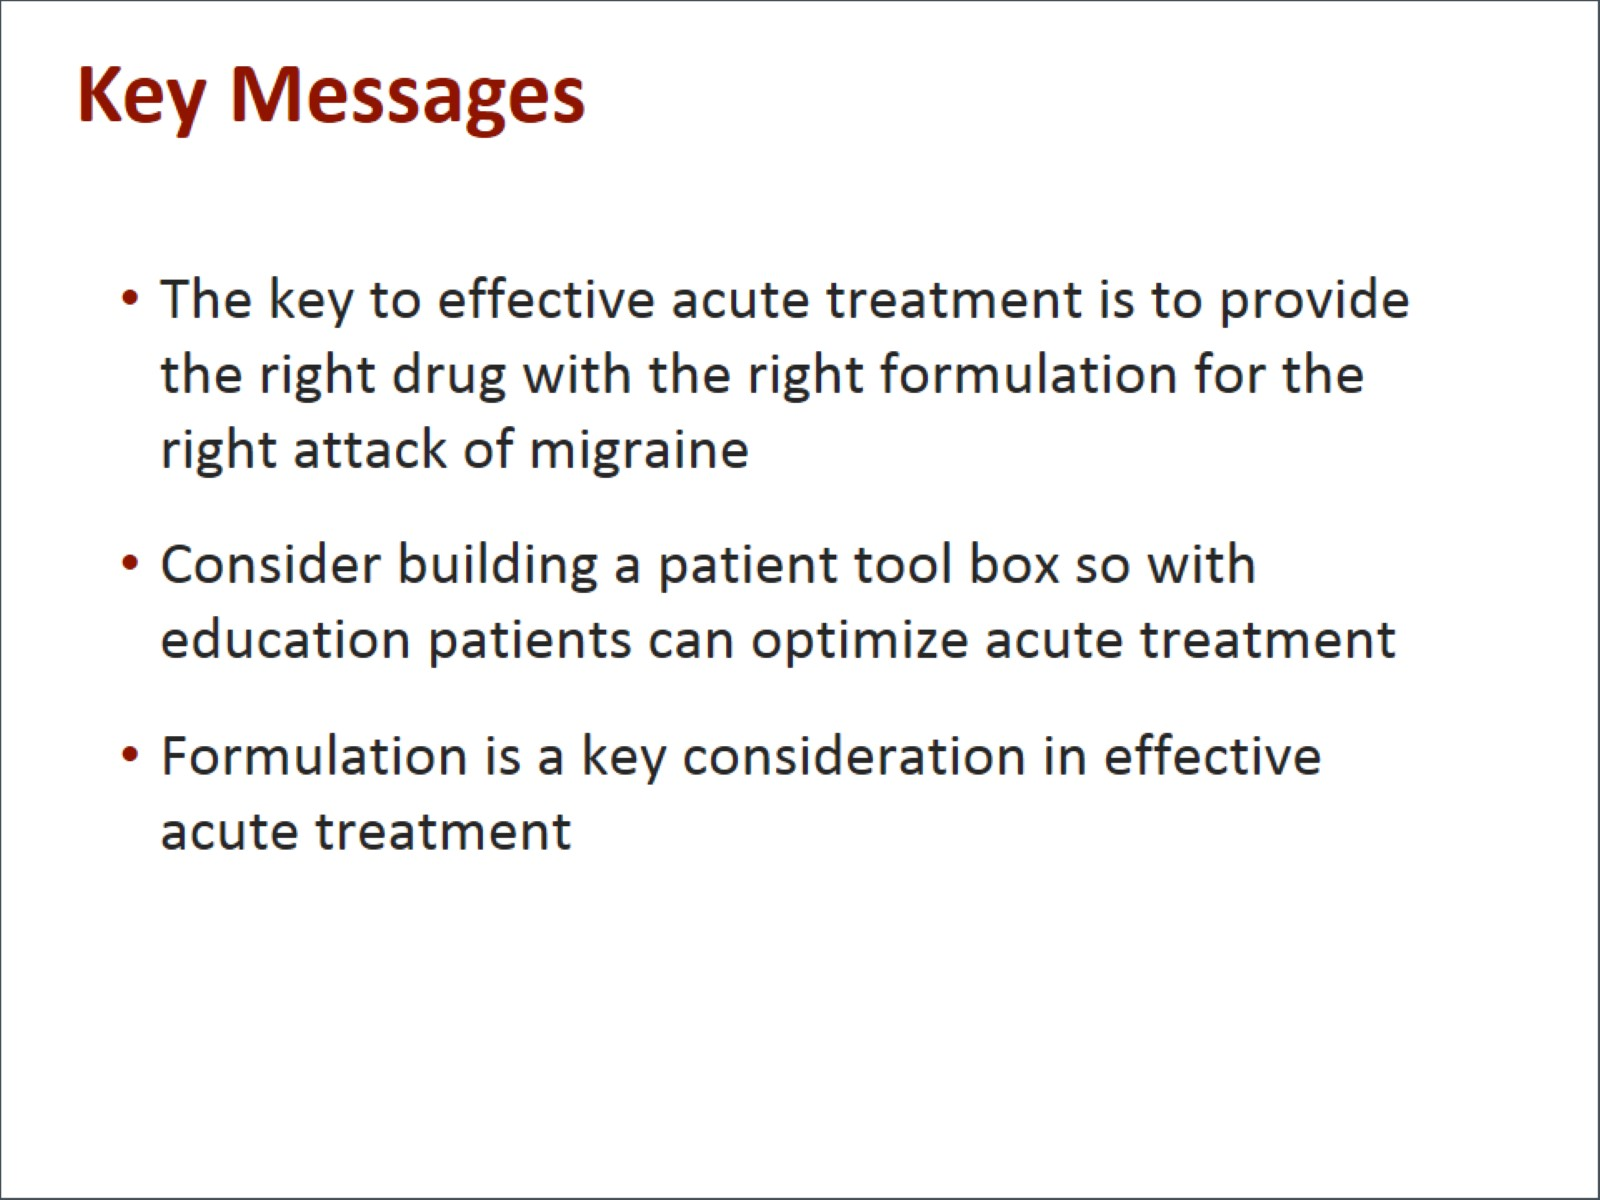 Key Messages
• The key to effective acute treatment is to provide
the right drug with the right formulation for the
right attack of migraine
• Consider building a patient tool box so with
education patients can optimize acute treatment
• Formulation is a key consideration in effective
acute treatment